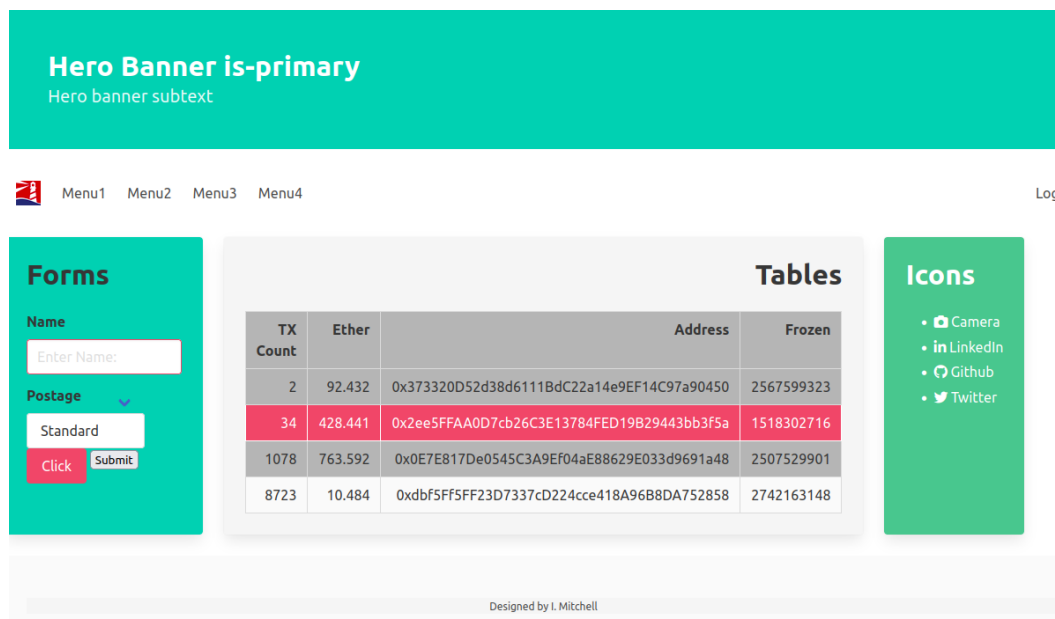 Hero Banner is-primary
Hero banner subtext
Menu1 Menu2 Menu3 Menu4
Log
Forms
Name
Enter Name:
Postage
Standard
Click Submit
Tables
TX Count Ether Address Frozen
2 92.432 0x373320D52d38d6111BdC22a14e9EF14C97a90450 2567599323
34 428.441 0x2ee5FFAA0D7cb26C3E13784FED19B29443bb3f5a 1518302716
1078 763.592 0x0E7E817De0545C3A9Ef04aE88629E033d9691a48 2507529901
8723 10.484 0xdbf5Ff5FF23D7337cD224cce418A96B8DA752858 2742163148
Icons
Camera
in LinkedIn
Github
Twitter
Designed by I. Mitchell